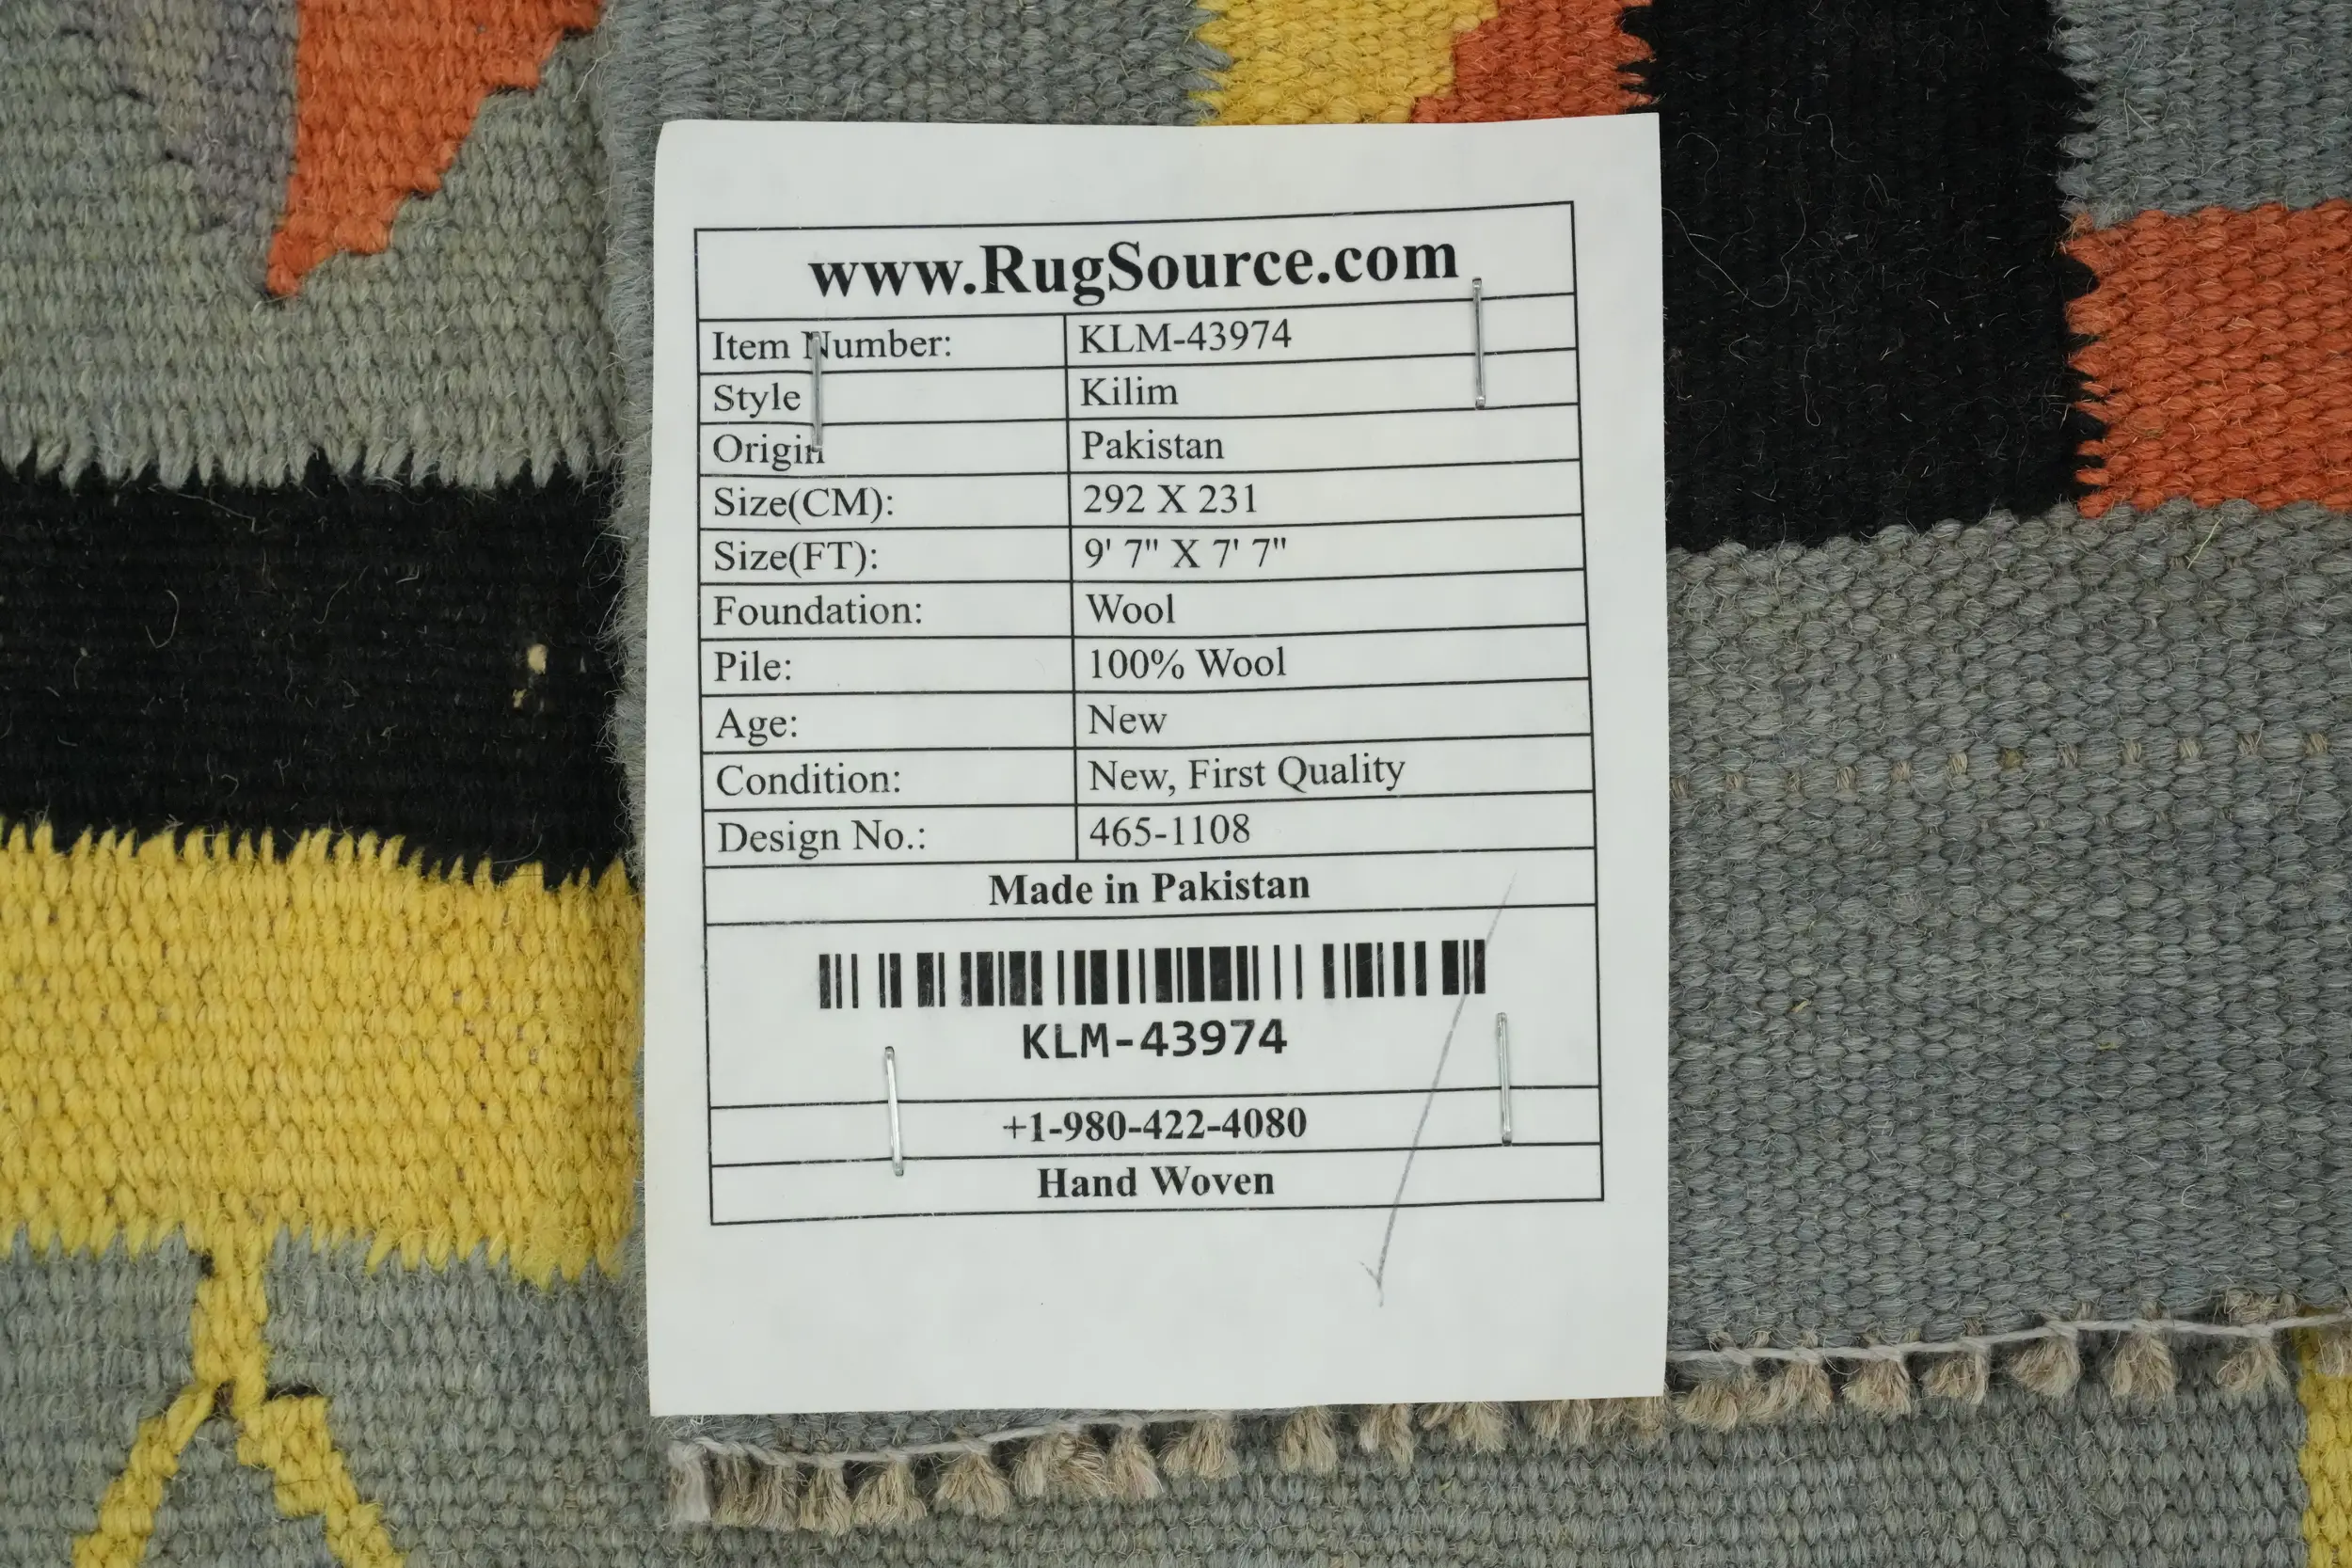 www.RugSource.com
Item Number: KLM-43974
Style Kilim
Origin Pakistan
Size(CM): 292 X 231
Size(FT): 9' 7" X 7' 7"
Foundation: Wool
Pile: 100% Wool
Age: New
Condition: New, First Quality
Design No.: 465-1108
Made in Pakistan
KLM-43974
+1-980-422-4080
Hand Woven